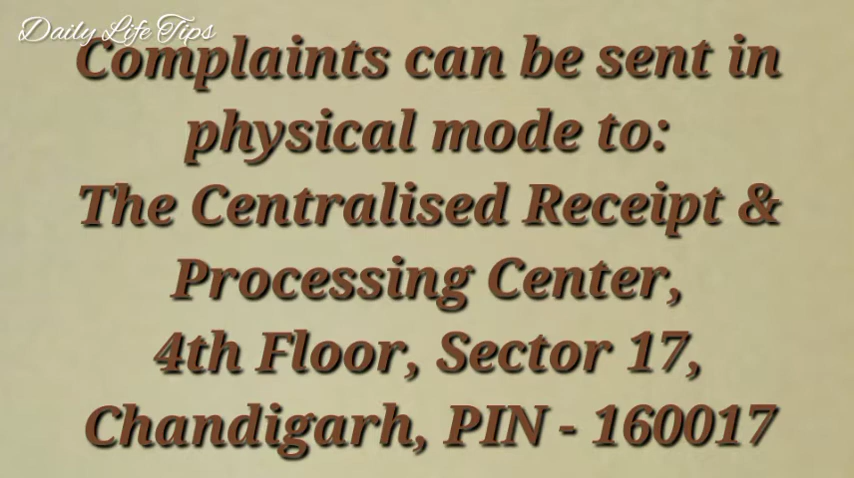 Daily Life Tips
Complaints can be sent in
physical mode to:
The Centralised Receipt &
Processing Center,
4th Floor, Sector 17,
Chandigarh, PIN - 160017